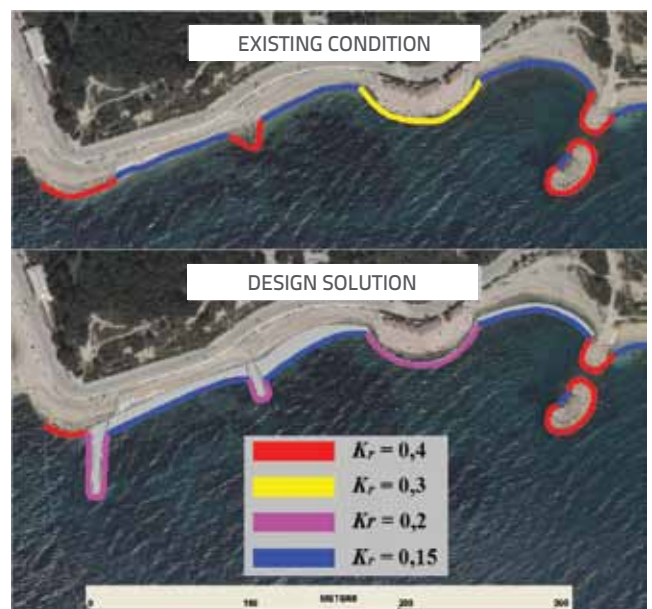 EXISTING CONDITION
DESIGN SOLUTION
Kr = 0,4
Kr = 0,3
Kr = 0,2
Kr = 0,15
METERS
0 100 200 300